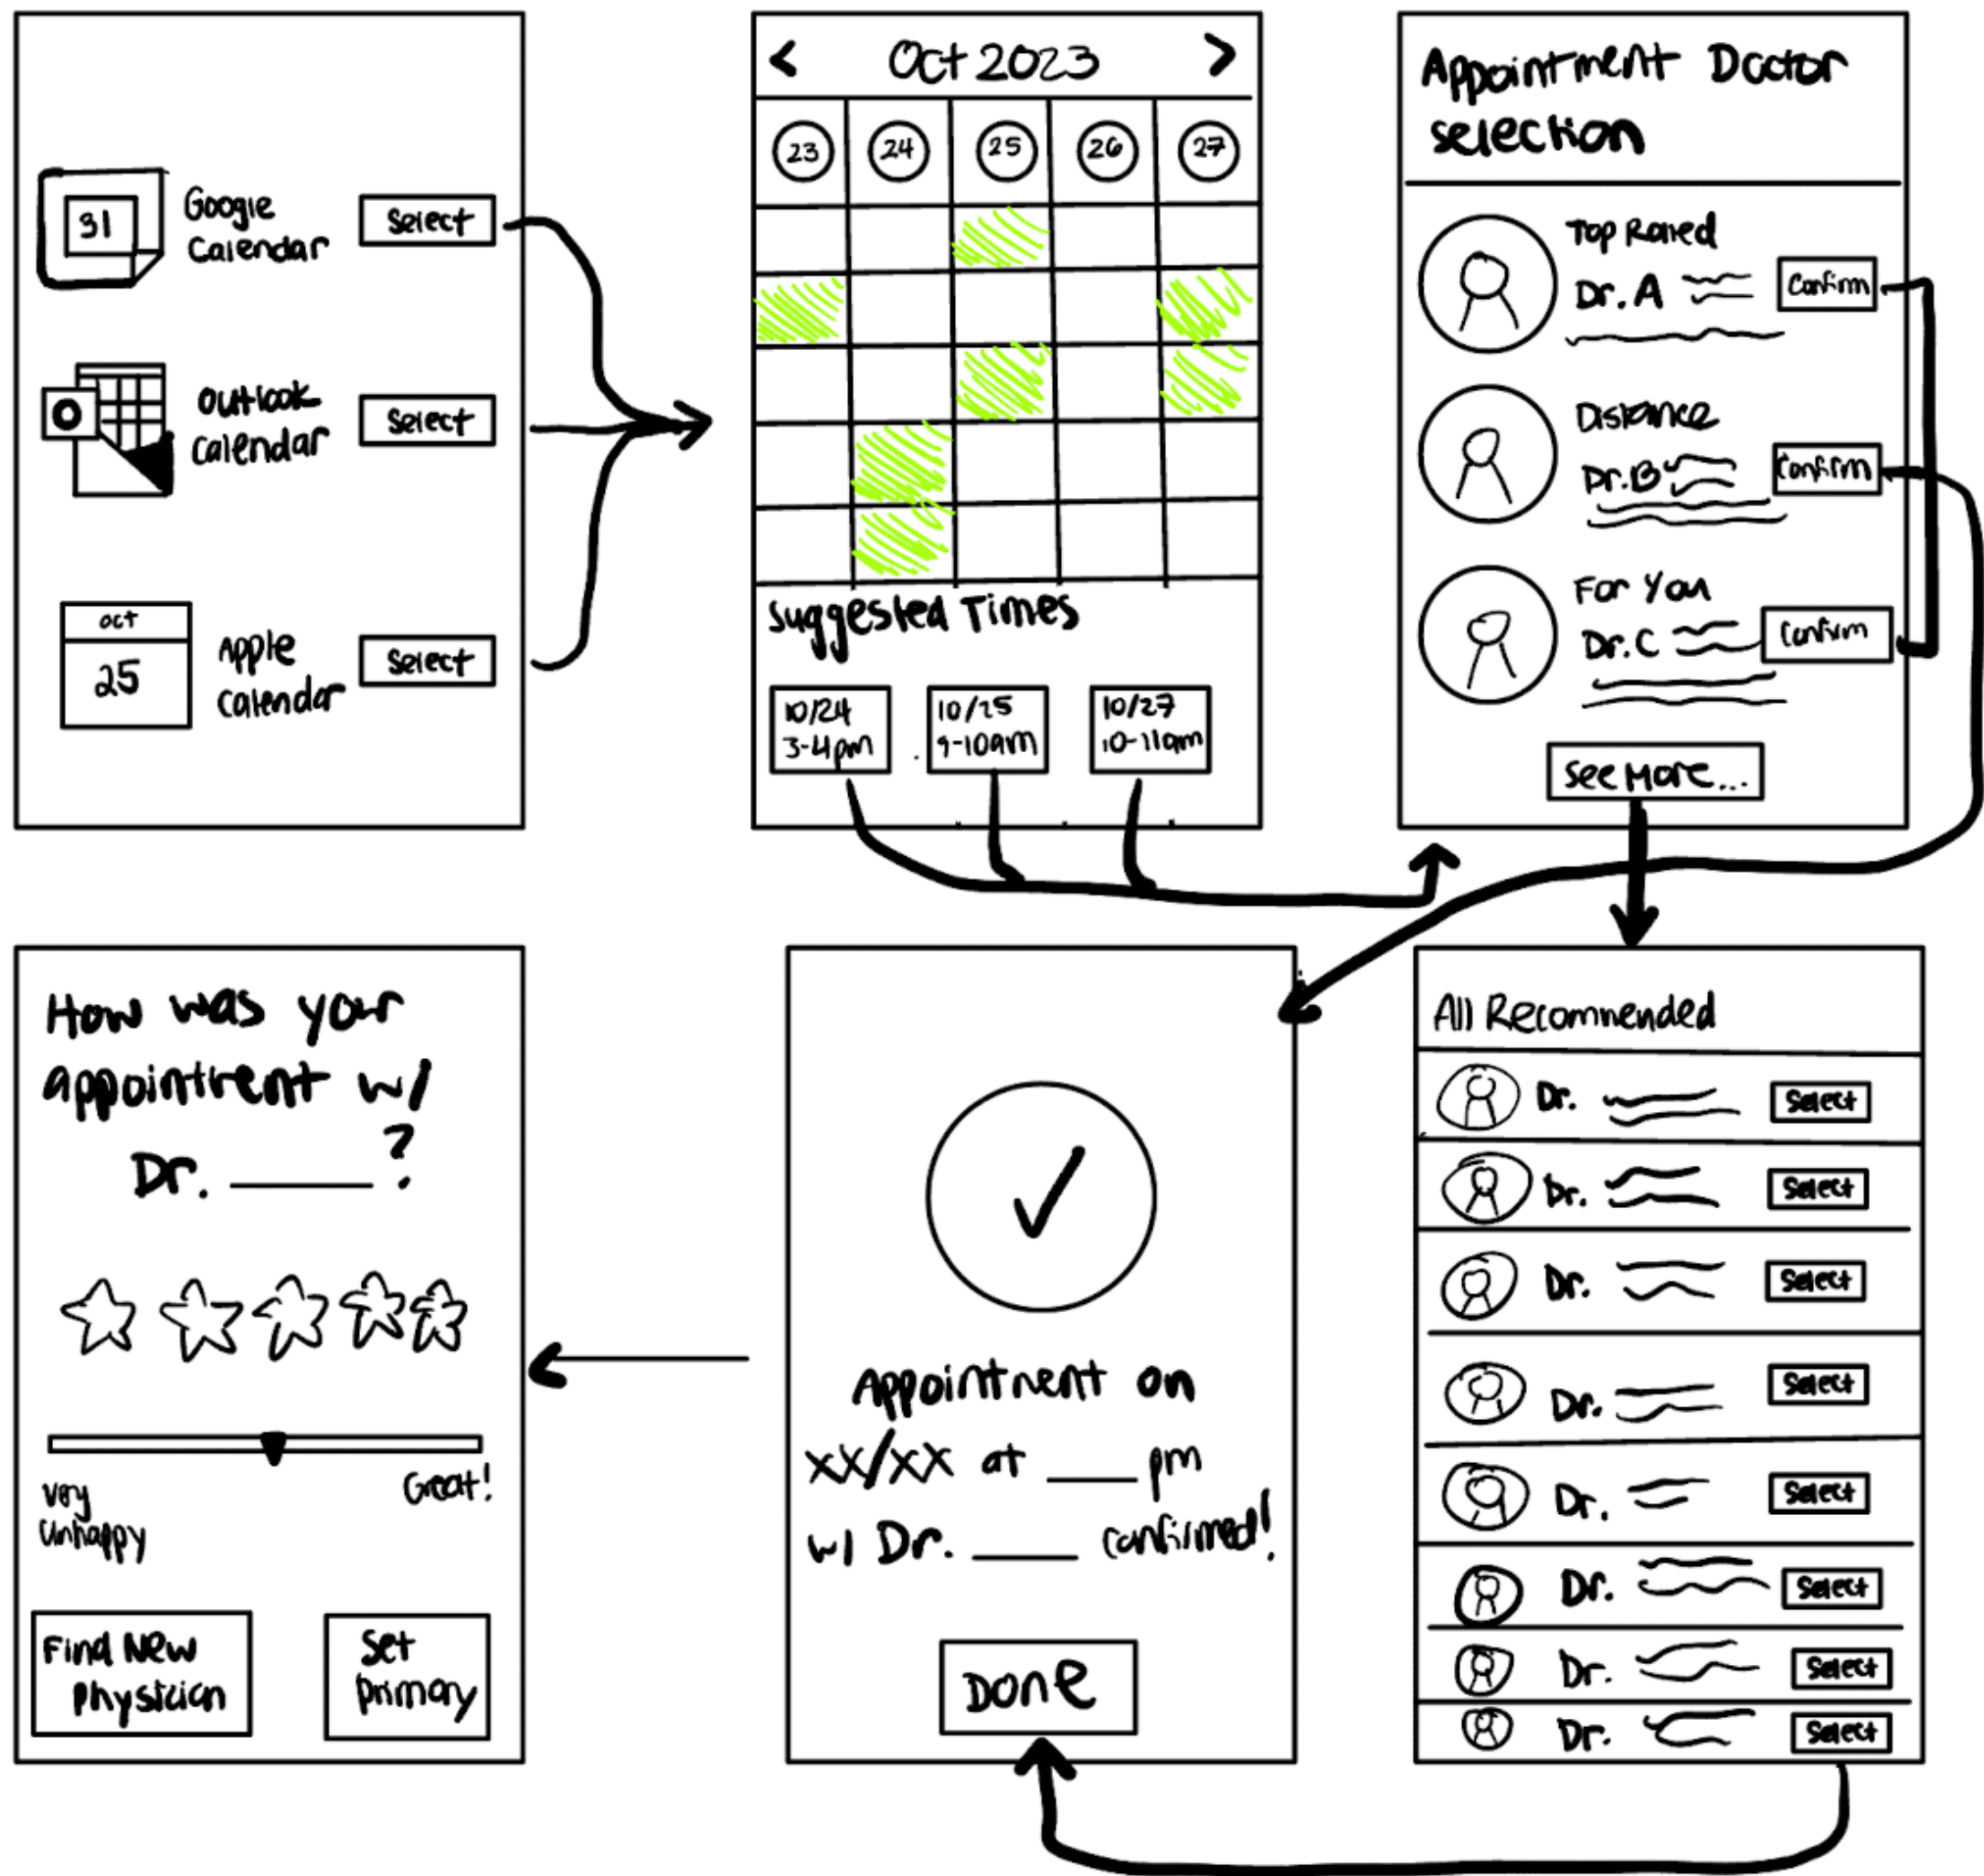 31
Google
Calendar
Select
Outlook
Calendar
Select
oct
25
Apple
Calendar
Select
< Oct 2023 >
23 24 25 26 27
Suggested Times
10/24
3-4pm
10/25
9-10am
10/27
10-11am
Appointment Doctor
selection
Top Rated
Dr. A
Confirm
Distance
Dr. B
Confirm
For You
Dr. C
Confirm
See More...
How was your
appointment w/
Dr. ____?
Very
Unhappy
Great!
Find New
physician
Set
primary
Appointment on
xx/xx at ____ pm
w/ Dr. ____ confirmed!
Done
All Recommended
Dr. Select
Dr. Select
Dr. Select
Dr. Select
Dr. Select
Dr. Select
Dr. Select
Dr. Select